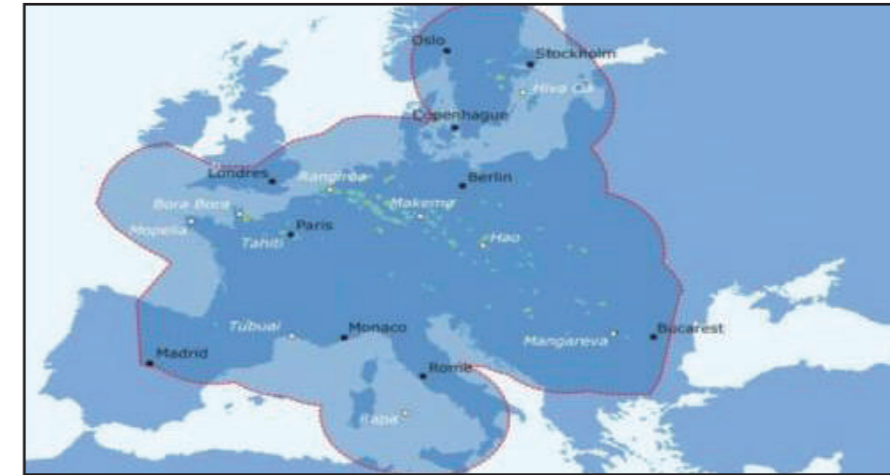 Oslo
Stockholm
Hiva Oa
Copenhague
Londres
Rangiroa
Berlin
Bora Bora
Makemo
Mopelia
Paris
Tahiti
Hao
Tubuai
Monaco
Mangareva
Bucarest
Madrid
Rome
Rapa